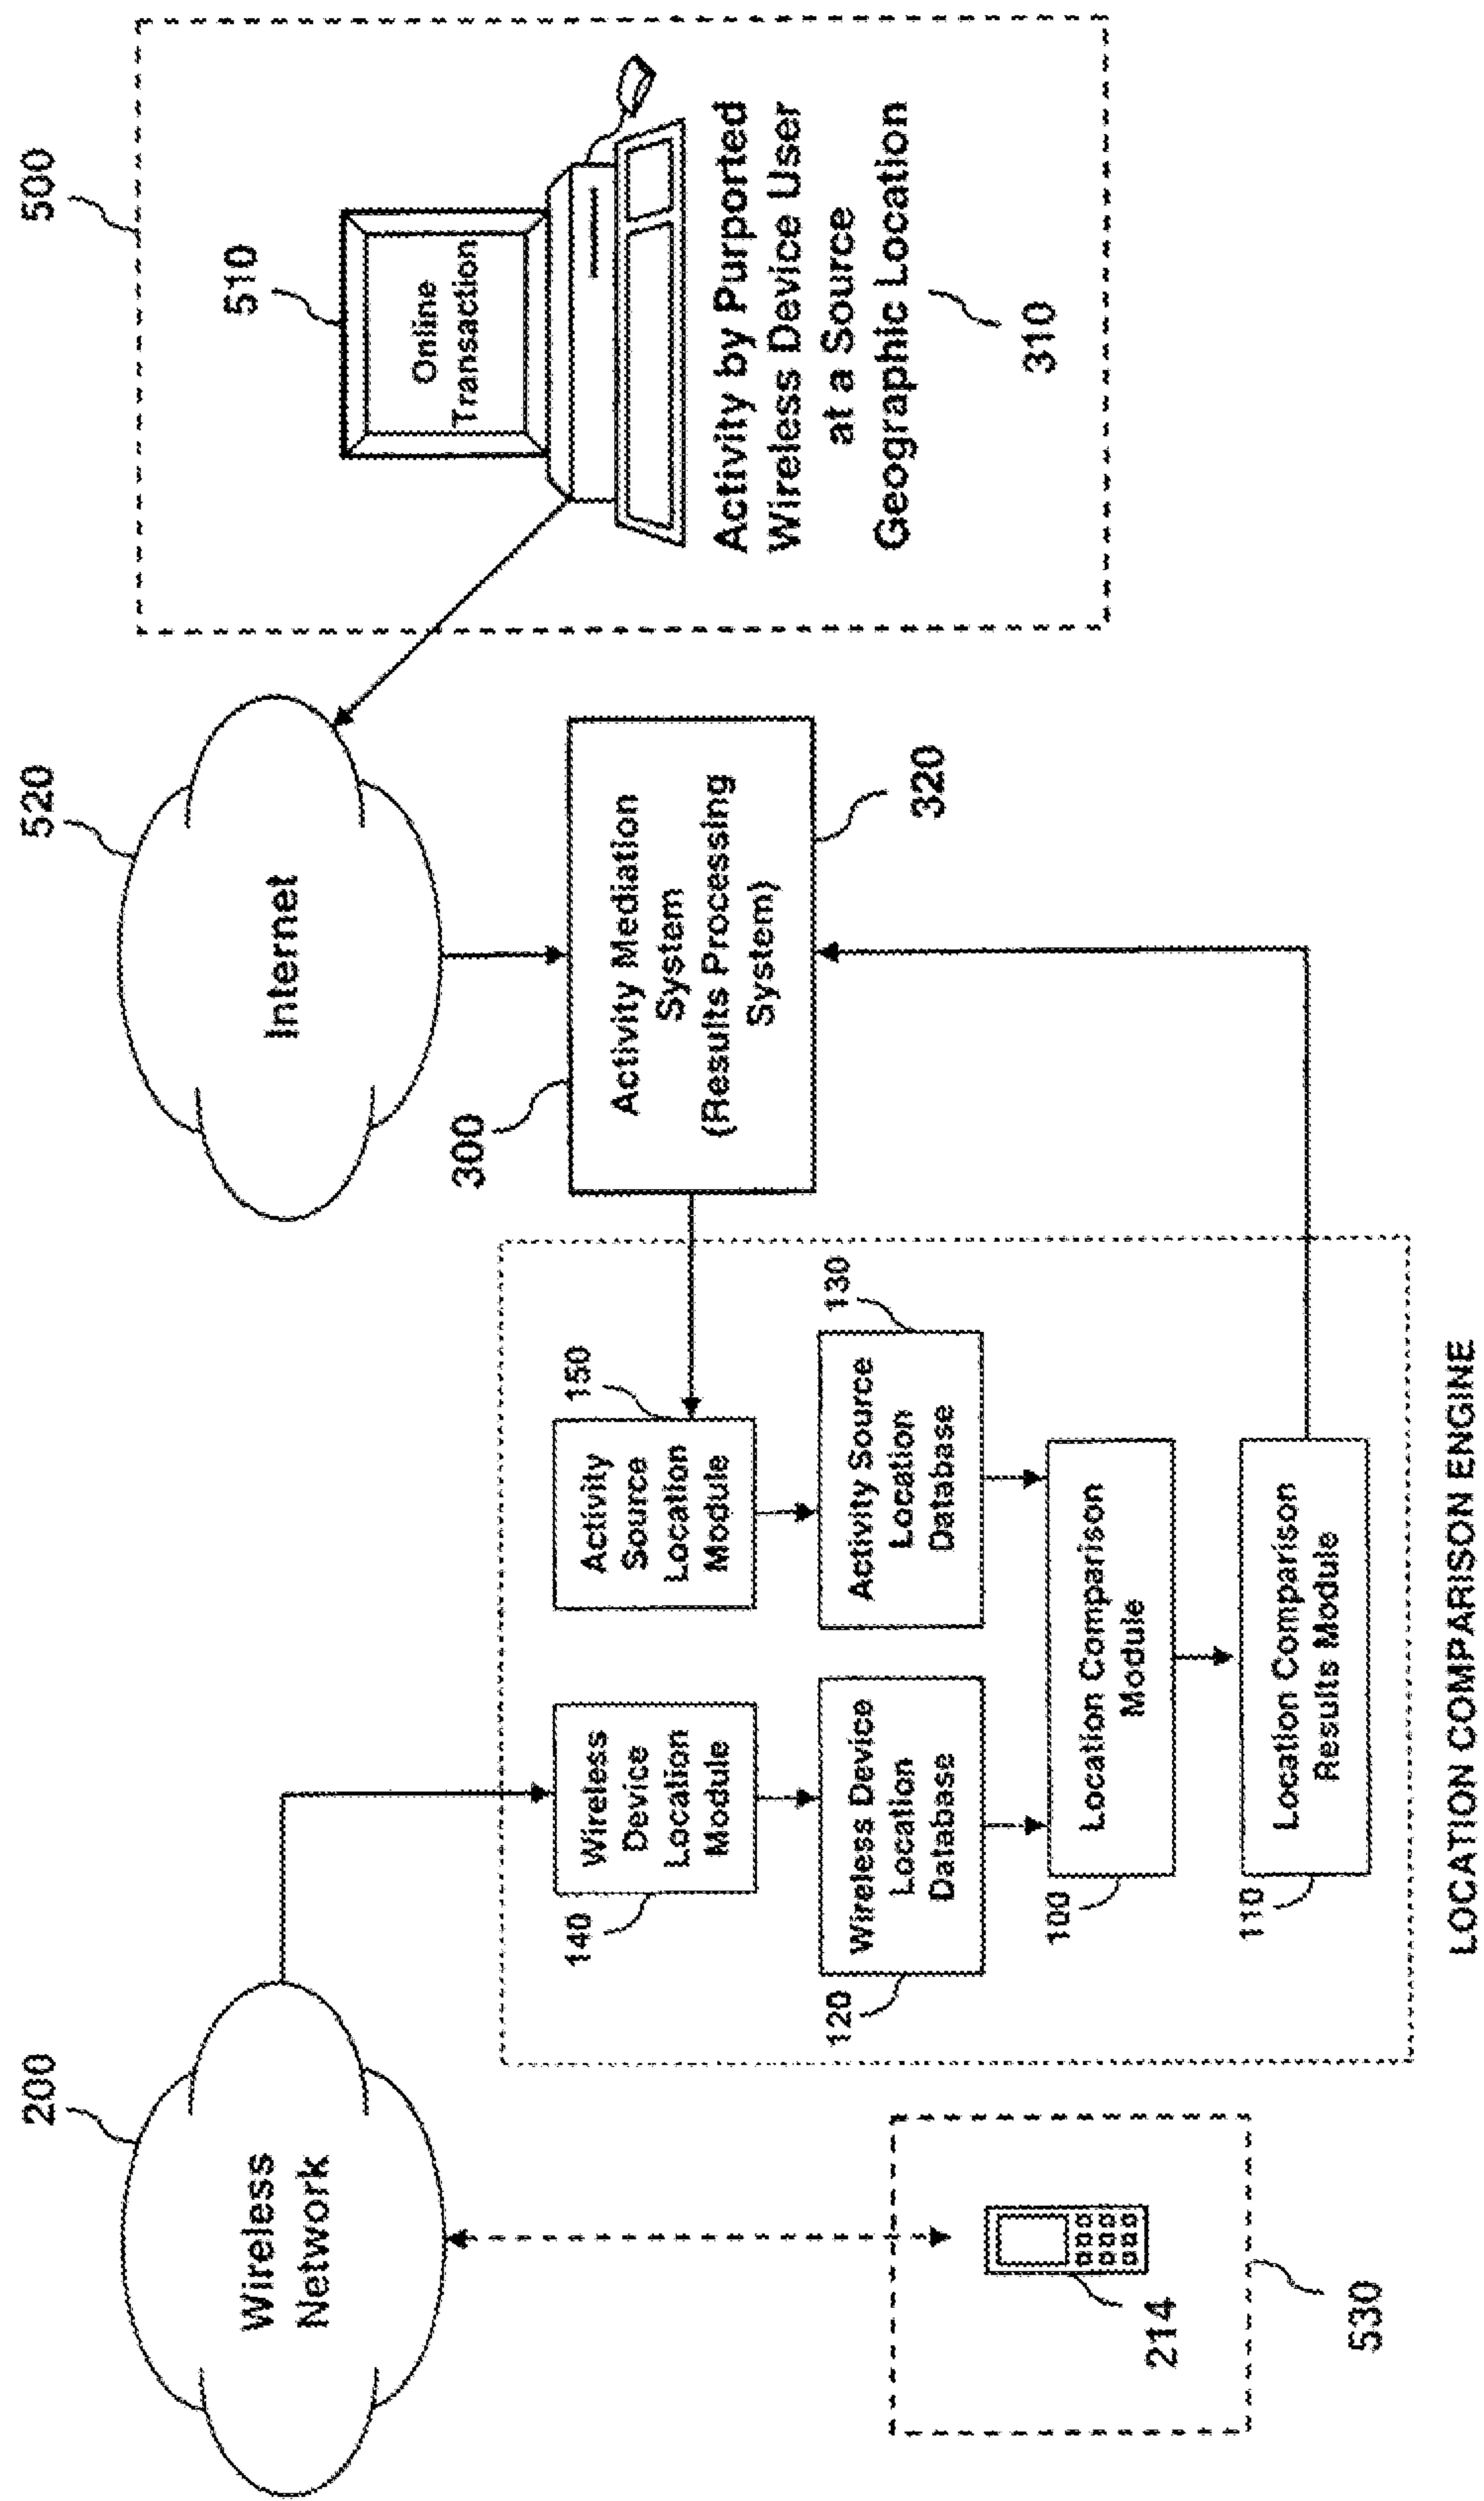 200
Wireless
Network
520
Internet
500
510
Online
Transaction
Activity by Purported
Wireless Device User
at a Source
Geographic Location
310
300
Activity Mediation
System
(Results Processing
System)
320
140
Wireless
Device
Location
Module
150
Activity
Source
Location
Module
120
Wireless Device
Location
Database
130
Activity Source
Location
Database
100
Location Comparison
Module
110
Location Comparison
Results Module
214
530
LOCATION COMPARISON ENGINE